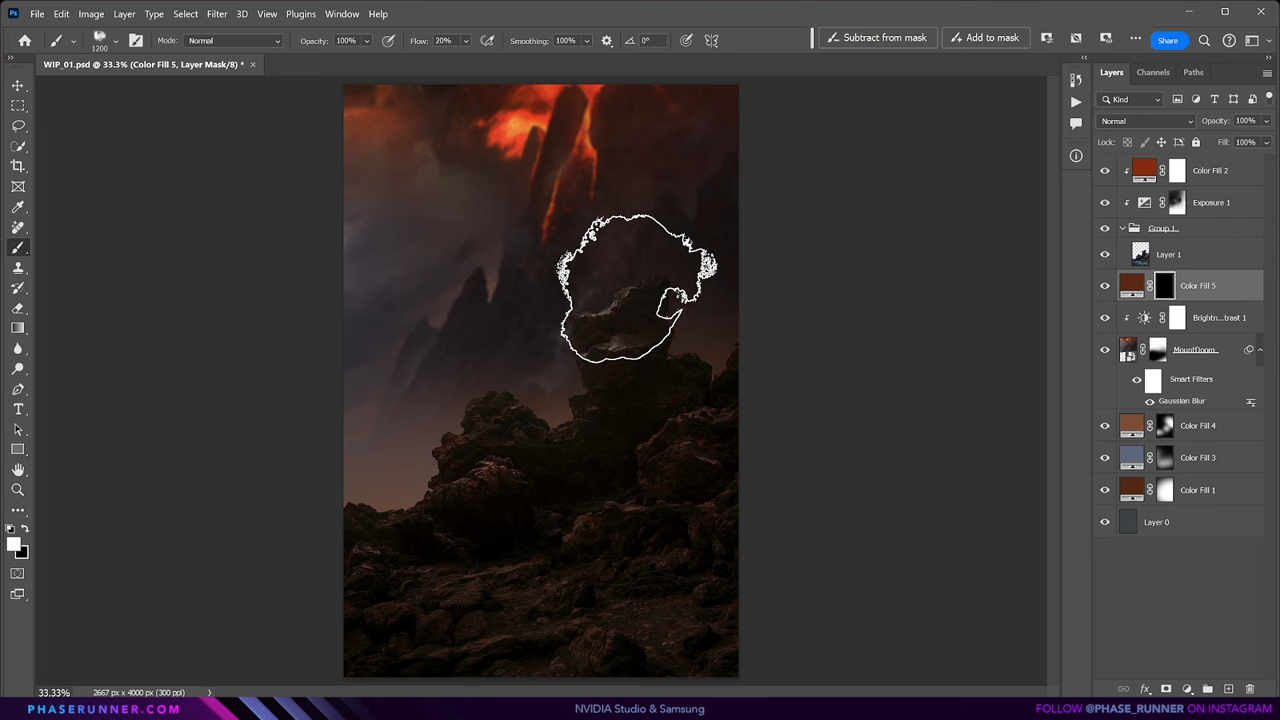 Ps File Edit Image Layer Type Select Filter 3D View Plugins Window Help
1200 Mode: Normal Opacity: 100% Flow: 20% Smoothing: 100% 0° Subtract from mask Add to mask Share
WIP_01.psd @ 33.3% (Color Fill 5, Layer Mask/8) *
Layers Channels Paths
Kind
Normal Opacity: 100%
Lock: Fill: 100%
Color Fill 2
Exposure 1
Group 1
Layer 1
Color Fill 5
Brightn...trast 1
MountDoom
Smart Filters
Gaussian Blur
Color Fill 4
Color Fill 3
Color Fill 1
Layer 0
33.33% 2667 px x 4000 px (300 ppi)
PHASERUNNER.COM
NVIDIA Studio & Samsung
FOLLOW @PHASE_RUNNER ON INSTAGRAM